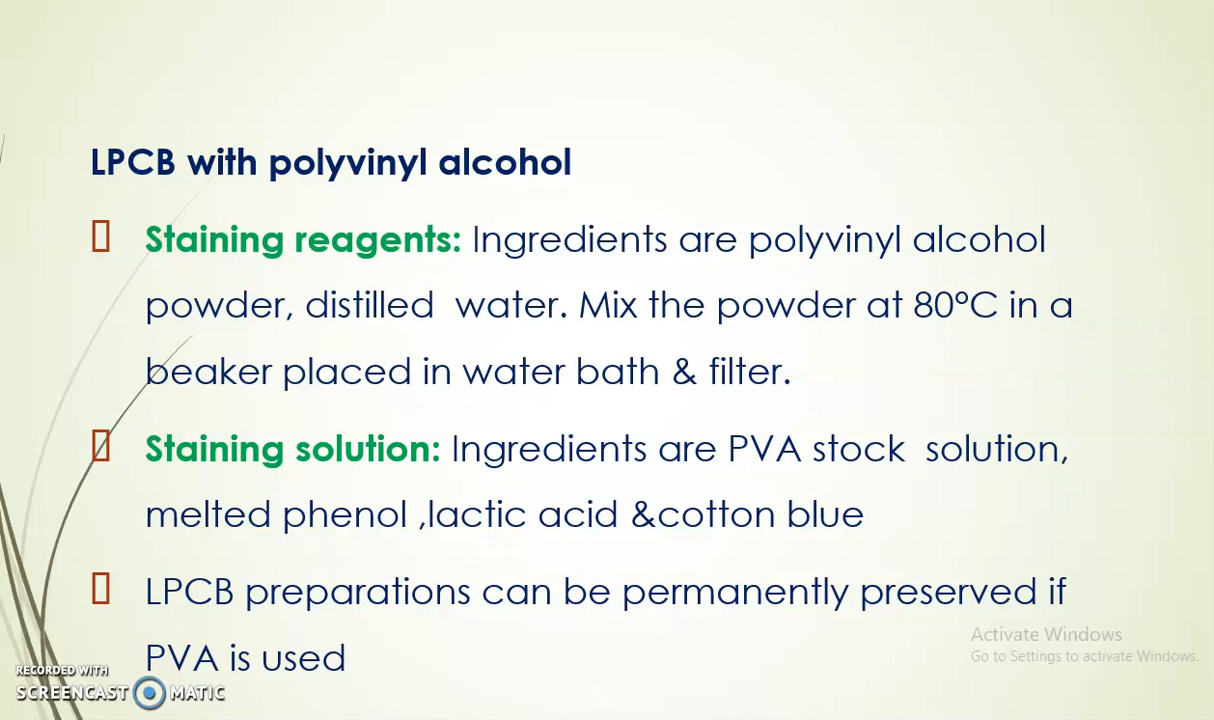 LPCB with polyvinyl alcohol
Staining reagents: Ingredients are polyvinyl alcohol
powder, distilled  water. Mix the powder at 80°C in a
beaker placed in water bath & filter.
Staining solution: Ingredients are PVA stock  solution,
melted phenol ,lactic acid &cotton blue
LPCB preparations can be permanently preserved if
PVA is used
Activate Windows
Go to Settings to activate Windows.
RECORDED WITH
SCREENCAST MATIC